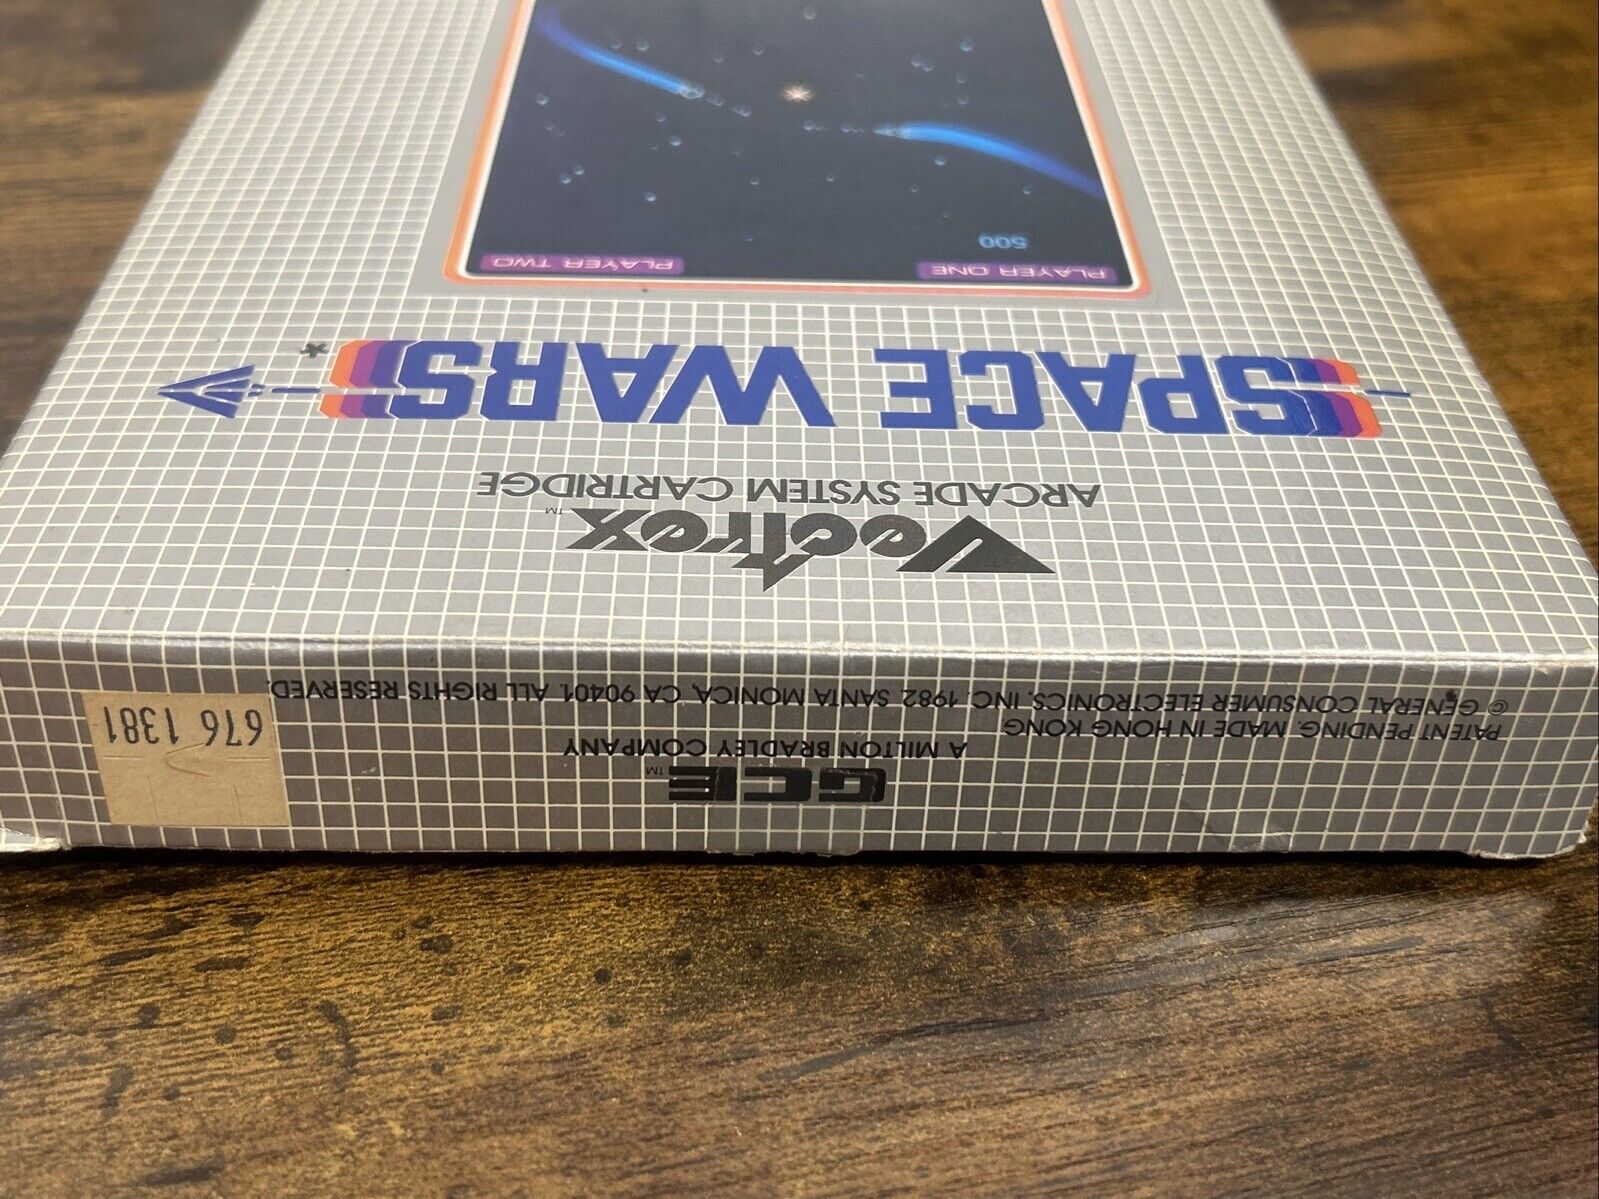 GCE™
A MILTON BRADLEY COMPANY
PATENT PENDING. MADE IN HONG KONG
© GENERAL CONSUMER ELECTRONICS, INC. 1982. SANTA MONICA, CA 90401. ALL RIGHTS RESERVED.
676 1381
Vectrex™
ARCADE SYSTEM CARTRIDGE
SPACE WARS*
PLAYER ONE
PLAYER TWO
500